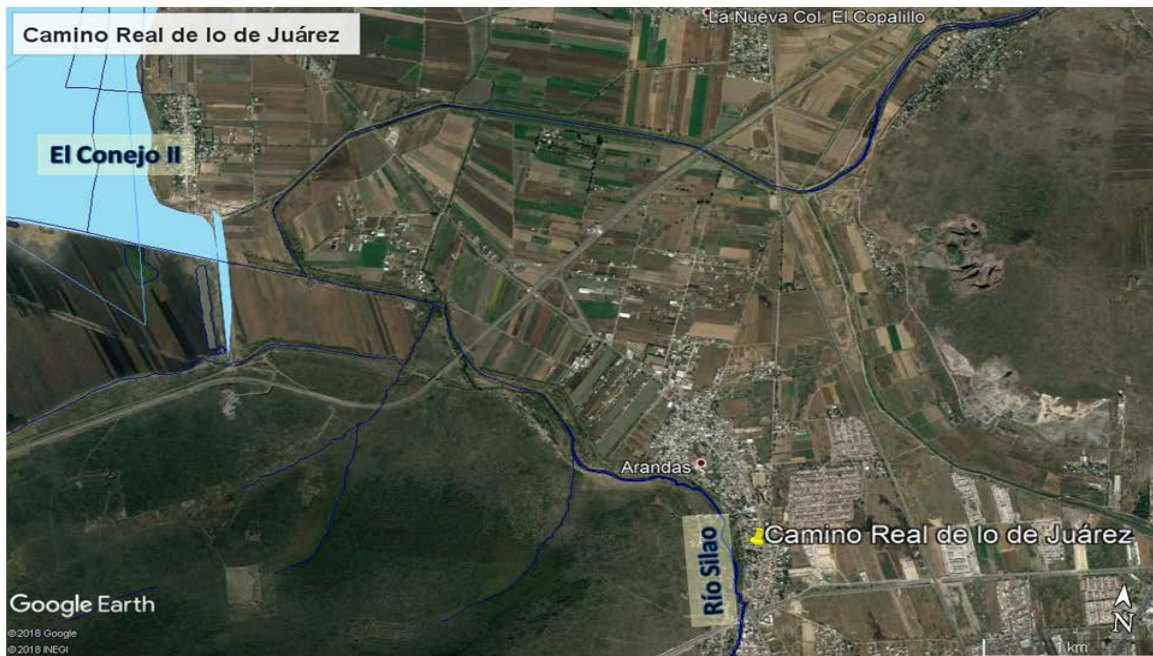 La Nueva Col. El Copalillo
Camino Real de lo de Juárez
El Conejo II
Arandas
Camino Real de lo de Juárez
Río Silao
Google Earth
© 2018 Google
© 2018 INEGI
N
1 km